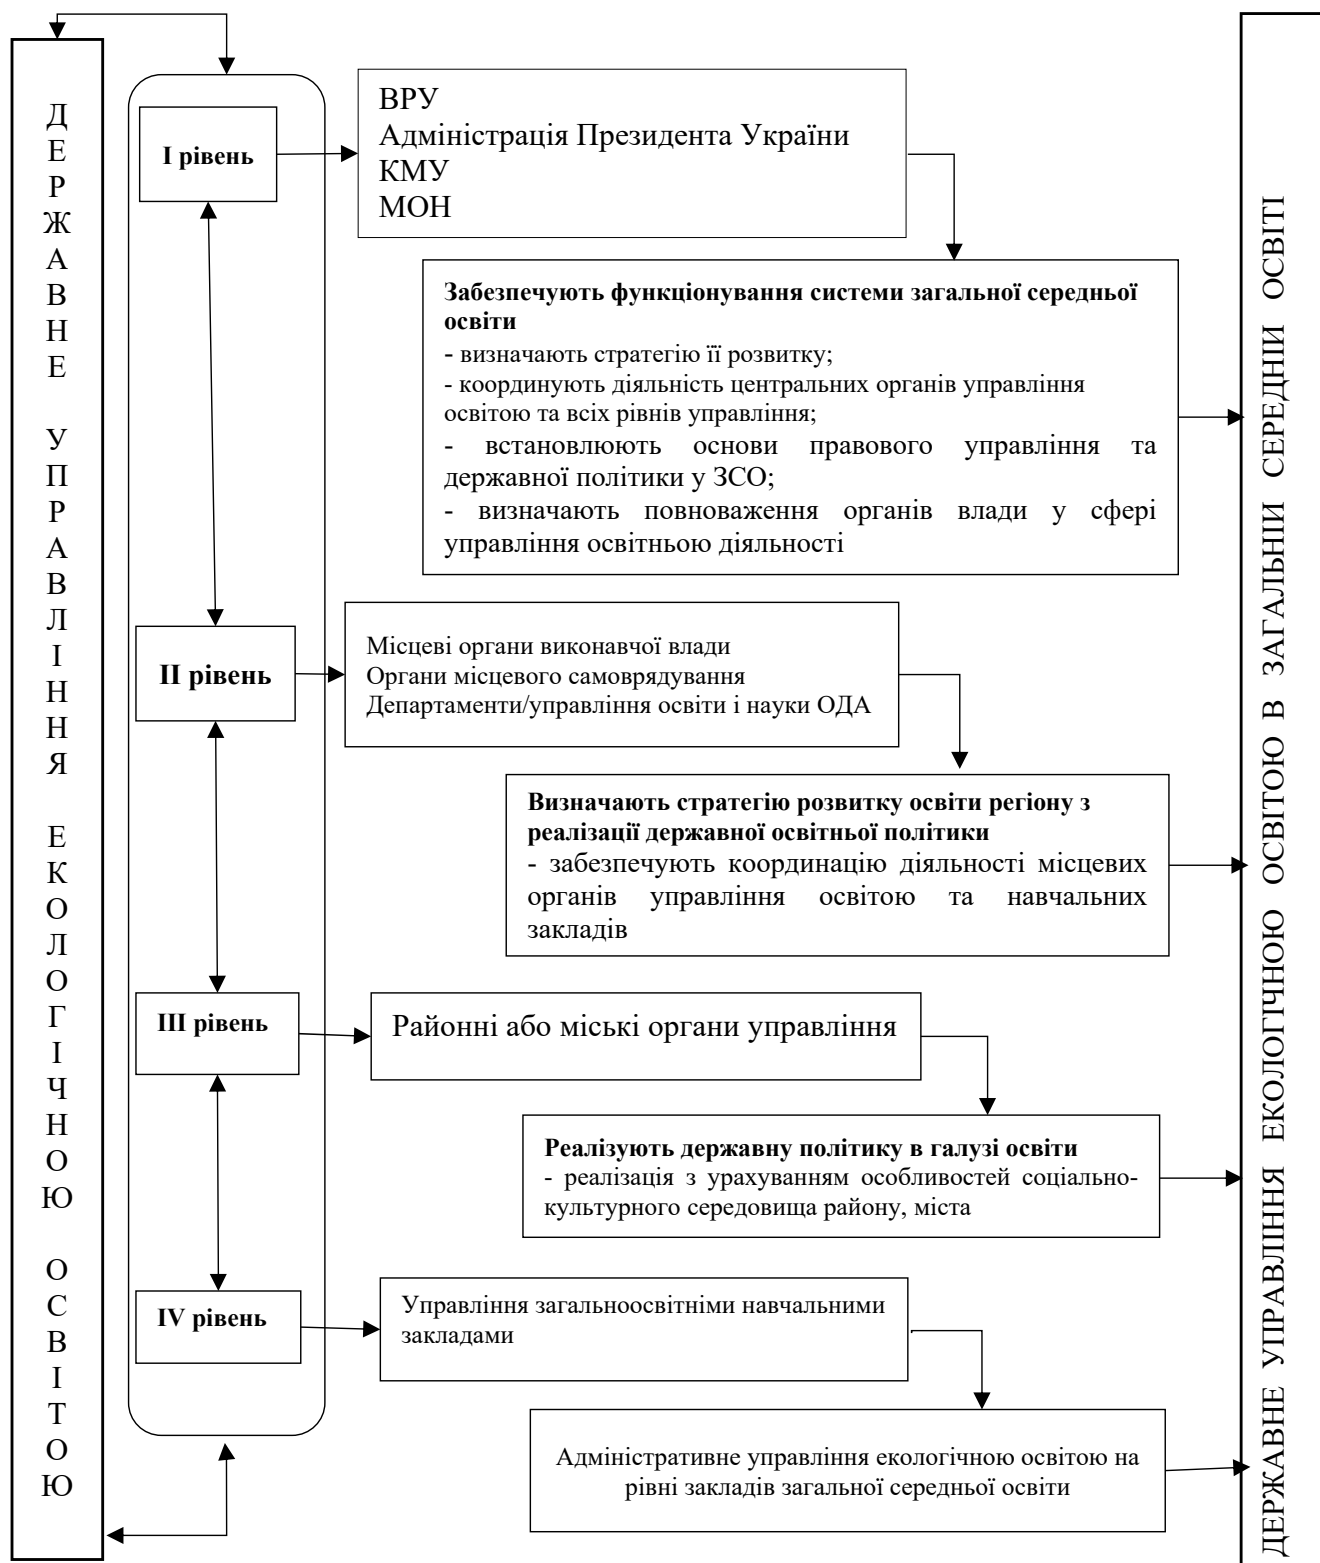 ДЕРЖАВНЕ УПРАВЛІННЯ ЕКОЛОГІЧНОЮ ОСВІТОЮ
І рівень
ВРУ
Адміністрація Президента України
КМУ
МОН
Забезпечують функціонування системи загальної середньої
освіти
- визначають стратегію її розвитку;
- координують діяльність центральних органів управління
освітою та всіх рівнів управління;
- встановлюють основи правового управління та
державної політики у ЗСО;
- визначають повноваження органів влади у сфері
управління освітньою діяльності
ІІ рівень
Місцеві органи виконавчої влади
Органи місцевого самоврядування
Департаменти/управління освіти і науки ОДА
Визначають стратегію розвитку освіти регіону з
реалізації державної освітньої політики
- забезпечують координацію діяльності місцевих
органів управління освітою та навчальних
закладів
ІІІ рівень
Районні або міські органи управління
Реалізують державну політику в галузі освіти
- реалізація з урахуванням особливостей соціально-
культурного середовища району, міста
IV рівень
Управління загальноосвітніми навчальними
закладами
Адміністративне управління екологічною освітою на
рівні закладів загальної середньої освіти
ДЕРЖАВНЕ УПРАВЛІННЯ ЕКОЛОГІЧНОЮ ОСВІТОЮ В ЗАГАЛЬНІЙ СЕРЕДНІЙ ОСВІТІ